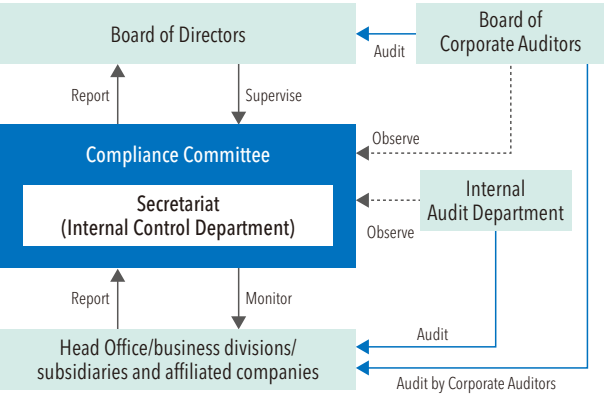 Board of Directors
Board of
Corporate Auditors
Audit
Report
Supervise
Observe
Compliance Committee
Secretariat
(Internal Control Department)
Internal
Audit Department
Observe
Report
Monitor
Audit
Head Office/business divisions/
subsidiaries and affiliated companies
Audit by Corporate Auditors